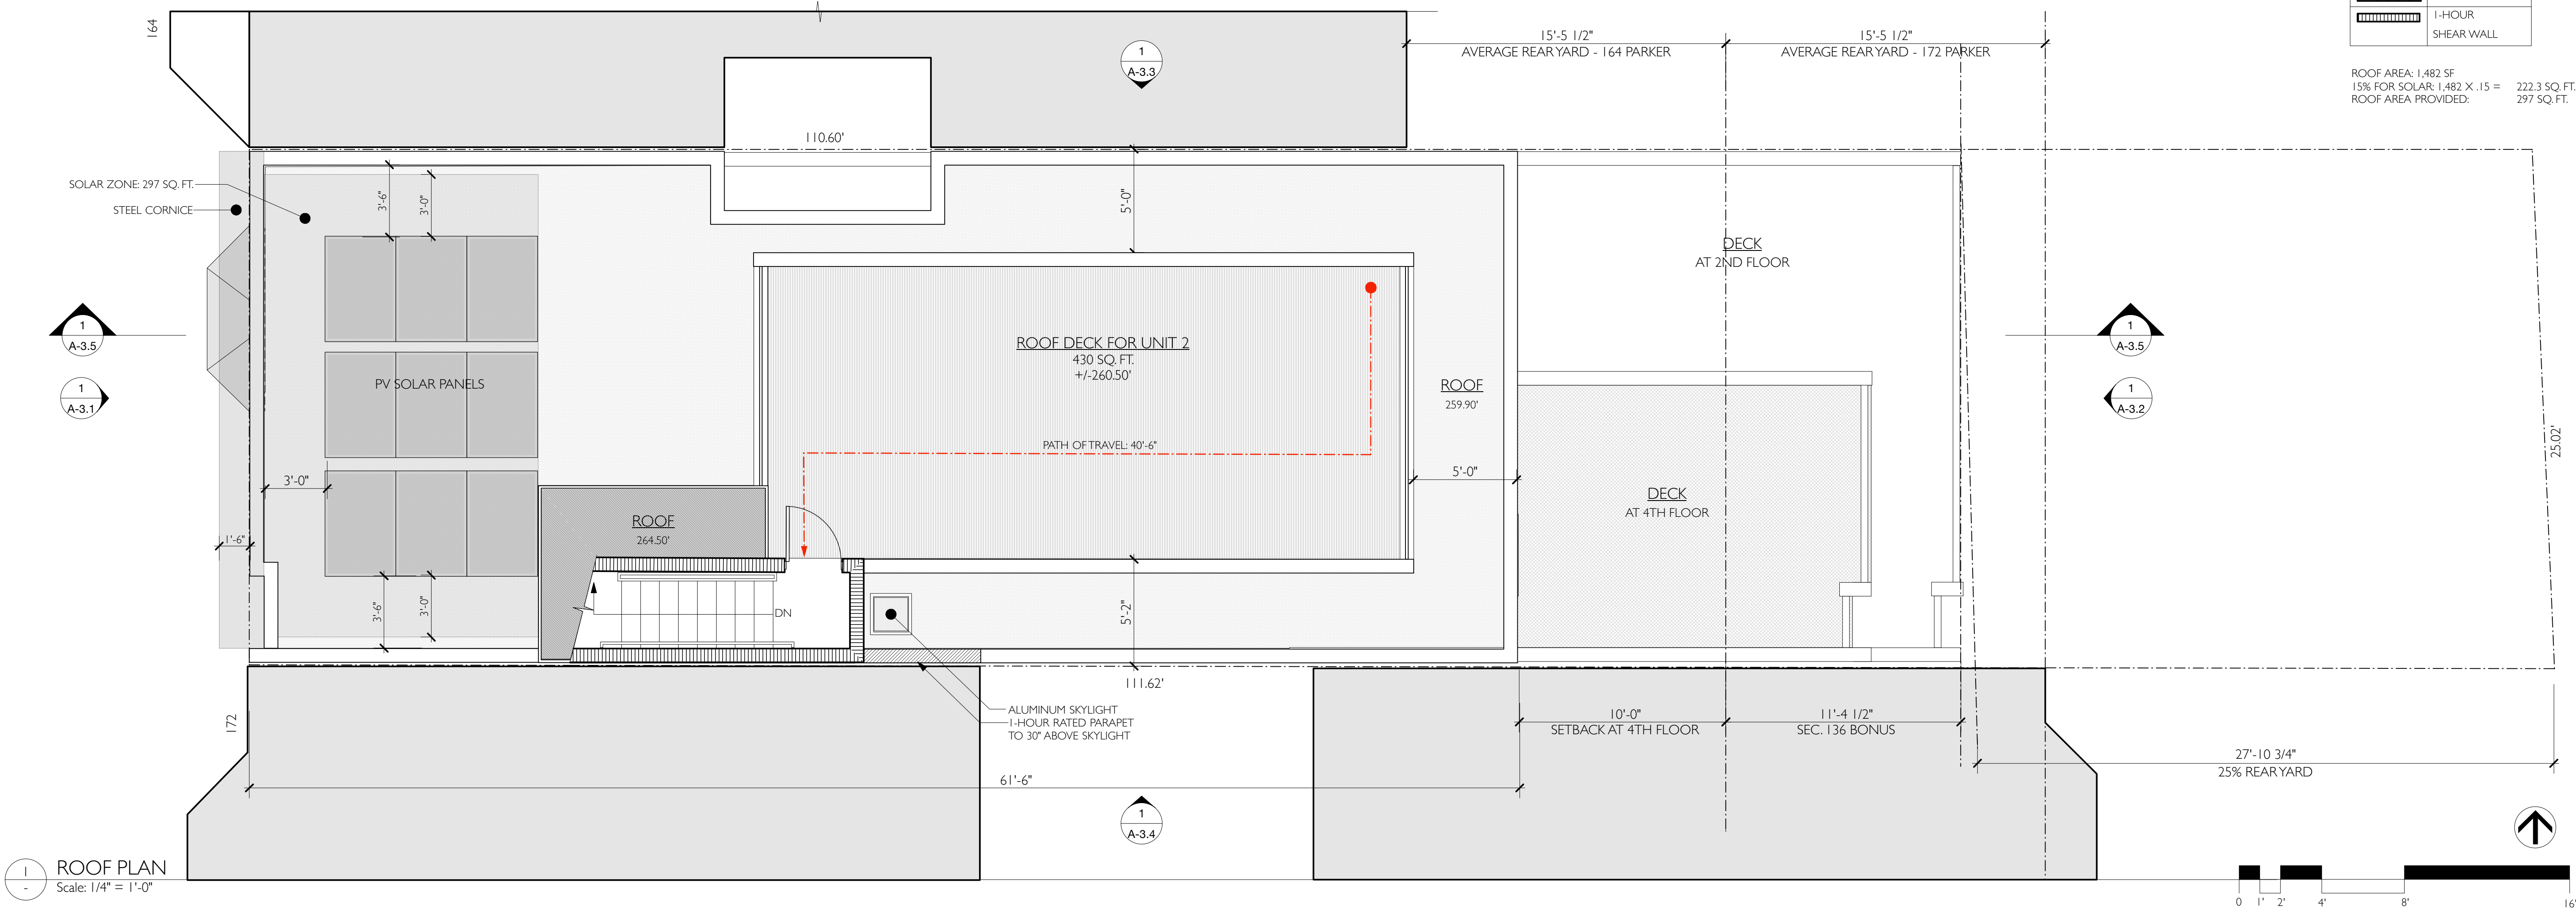 164
1
A-3.3
15'-5 1/2"
AVERAGE REAR YARD - 164 PARKER
15'-5 1/2"
AVERAGE REAR YARD - 172 PARKER
1-HOUR
SHEAR WALL
ROOF AREA: 1,482 SF
15% FOR SOLAR: 1,482 X .15 = 222.3 SQ. FT.
ROOF AREA PROVIDED: 297 SQ. FT.
110.60'
SOLAR ZONE: 297 SQ. FT.
STEEL CORNICE
3'-6"
3'-0"
5'-0"
DECK
AT 2ND FLOOR
1
A-3.5
1
A-3.1
PV SOLAR PANELS
ROOF DECK FOR UNIT 2
430 SQ. FT.
+/-260.50'
ROOF
259.90'
1
A-3.5
1
A-3.2
PATH OF TRAVEL: 40'-6"
25.02'
3'-0"
5'-0"
DECK
AT 4TH FLOOR
ROOF
264.50'
1'-6"
3'-6"
3'-0"
DN
5'-2"
111.62'
172
ALUMINUM SKYLIGHT
1-HOUR RATED PARAPET
TO 30" ABOVE SKYLIGHT
10'-0"
SETBACK AT 4TH FLOOR
11'-4 1/2"
SEC. 136 BONUS
27'-10 3/4"
25% REAR YARD
61'-6"
1
A-3.4
1
-
ROOF PLAN
Scale: 1/4" = 1'-0"
0 1' 2' 4' 8' 16'